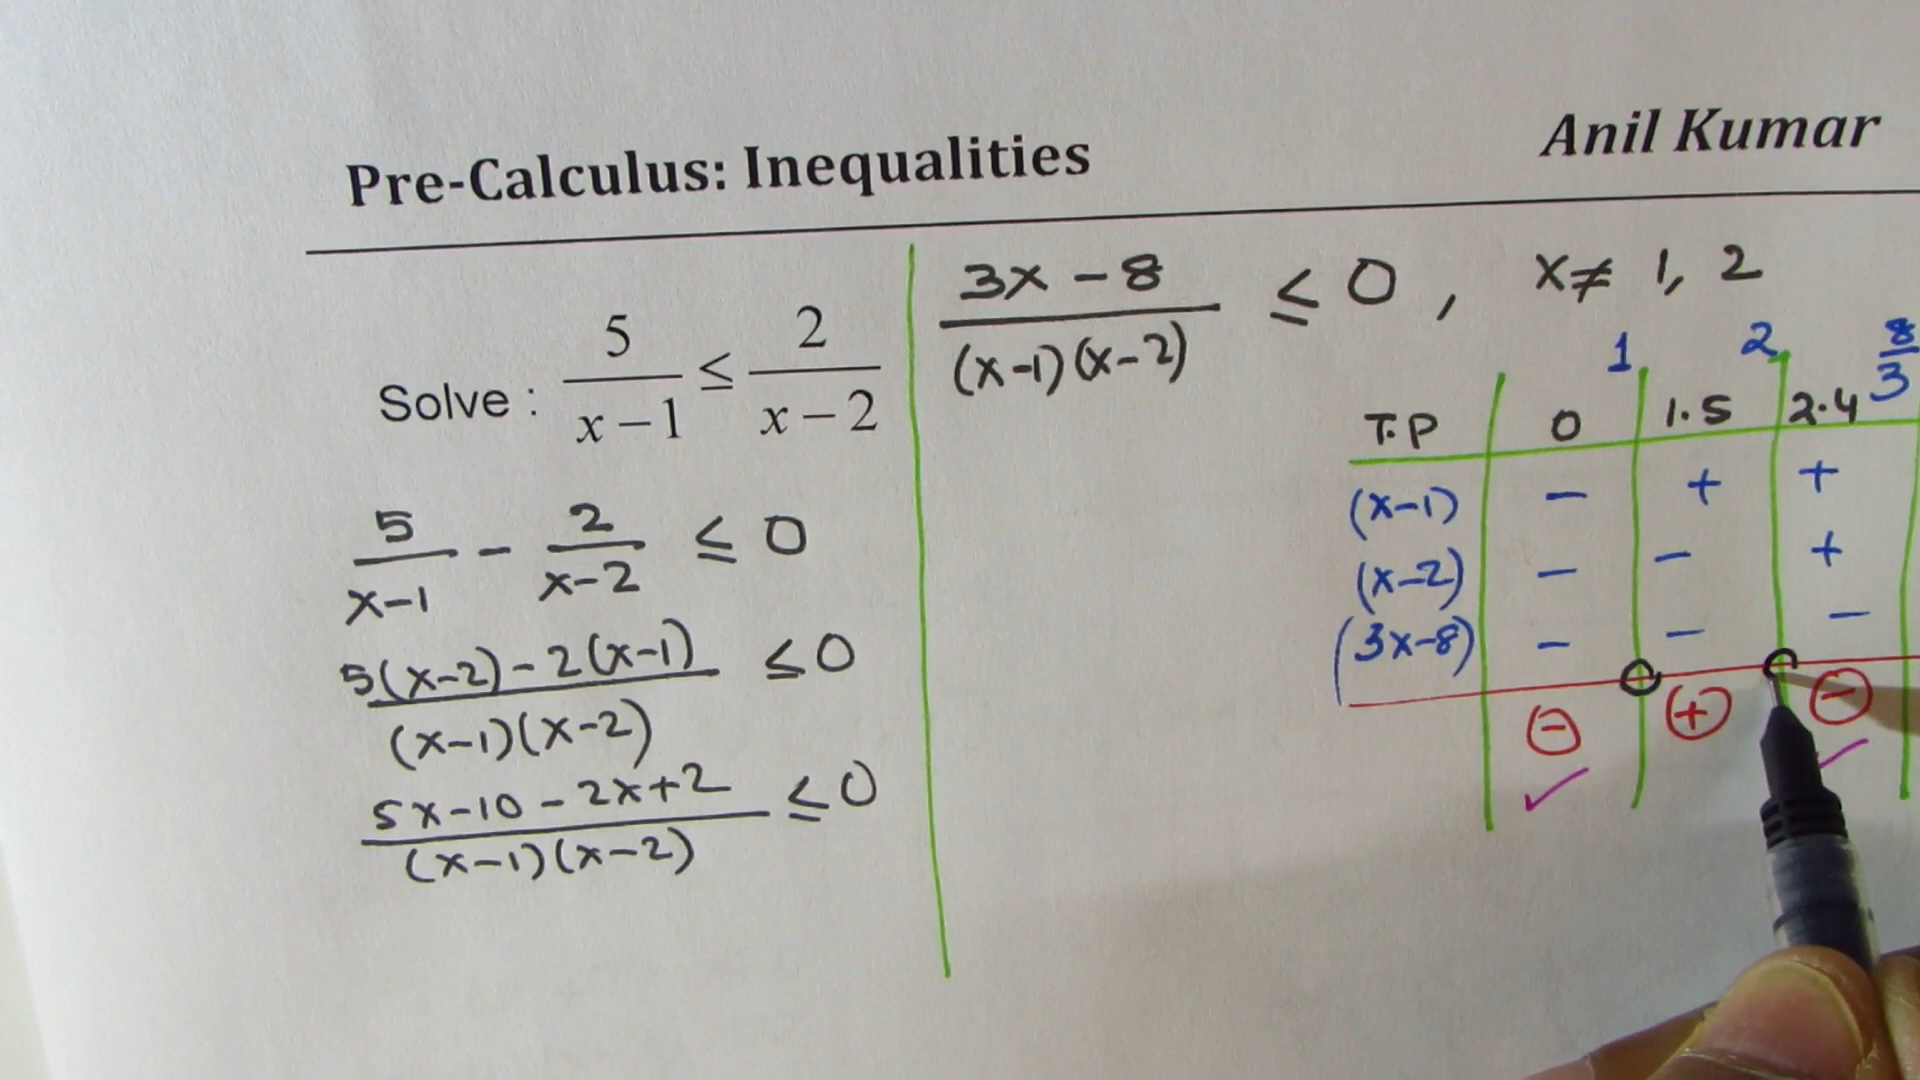 Pre-Calculus: Inequalities
Anil Kumar
Solve : 5/(x − 1) ≤ 2/(x − 2)
5/(x-1) - 2/(x-2) ≤ 0
(5(x-2) - 2(x-1))/((x-1)(x-2)) ≤ 0
(5x-10-2x+2)/((x-1)(x-2)) ≤ 0
(3x-8)/((x-1)(x-2)) ≤ 0, x≠ 1, 2
1 2 8/3
T.P 0 1.5 2.4
(x-1) - + +
(x-2) - - +
(3x-8) - - -
- + -
✓ ✓